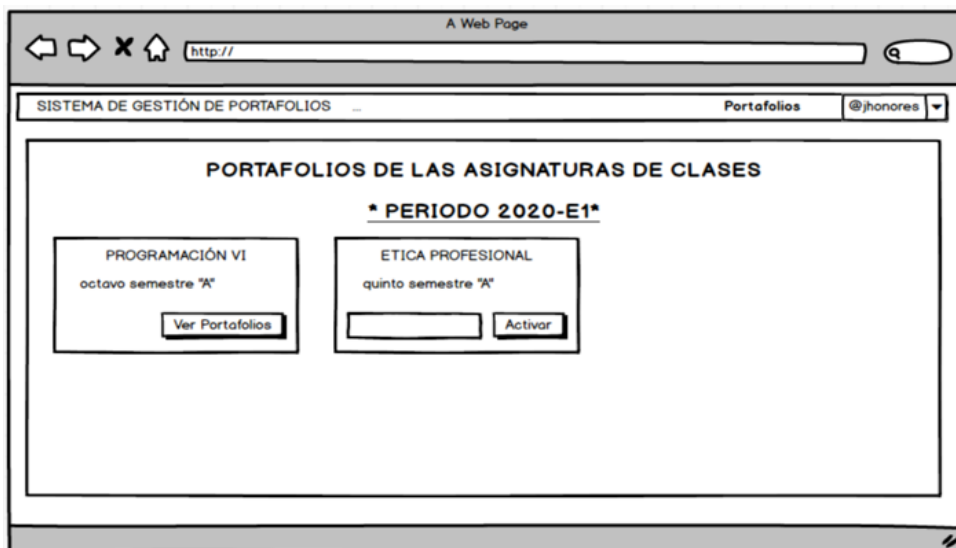 A Web Page
http://
SISTEMA DE GESTIÓN DE PORTAFOLIOS ... Portafolios @jhonores
PORTAFOLIOS DE LAS ASIGNATURAS DE CLASES
* PERIODO 2020-E1*
PROGRAMACIÓN VI
octavo semestre "A"
Ver Portafolios
ETICA PROFESIONAL
quinto semestre "A"
Activar